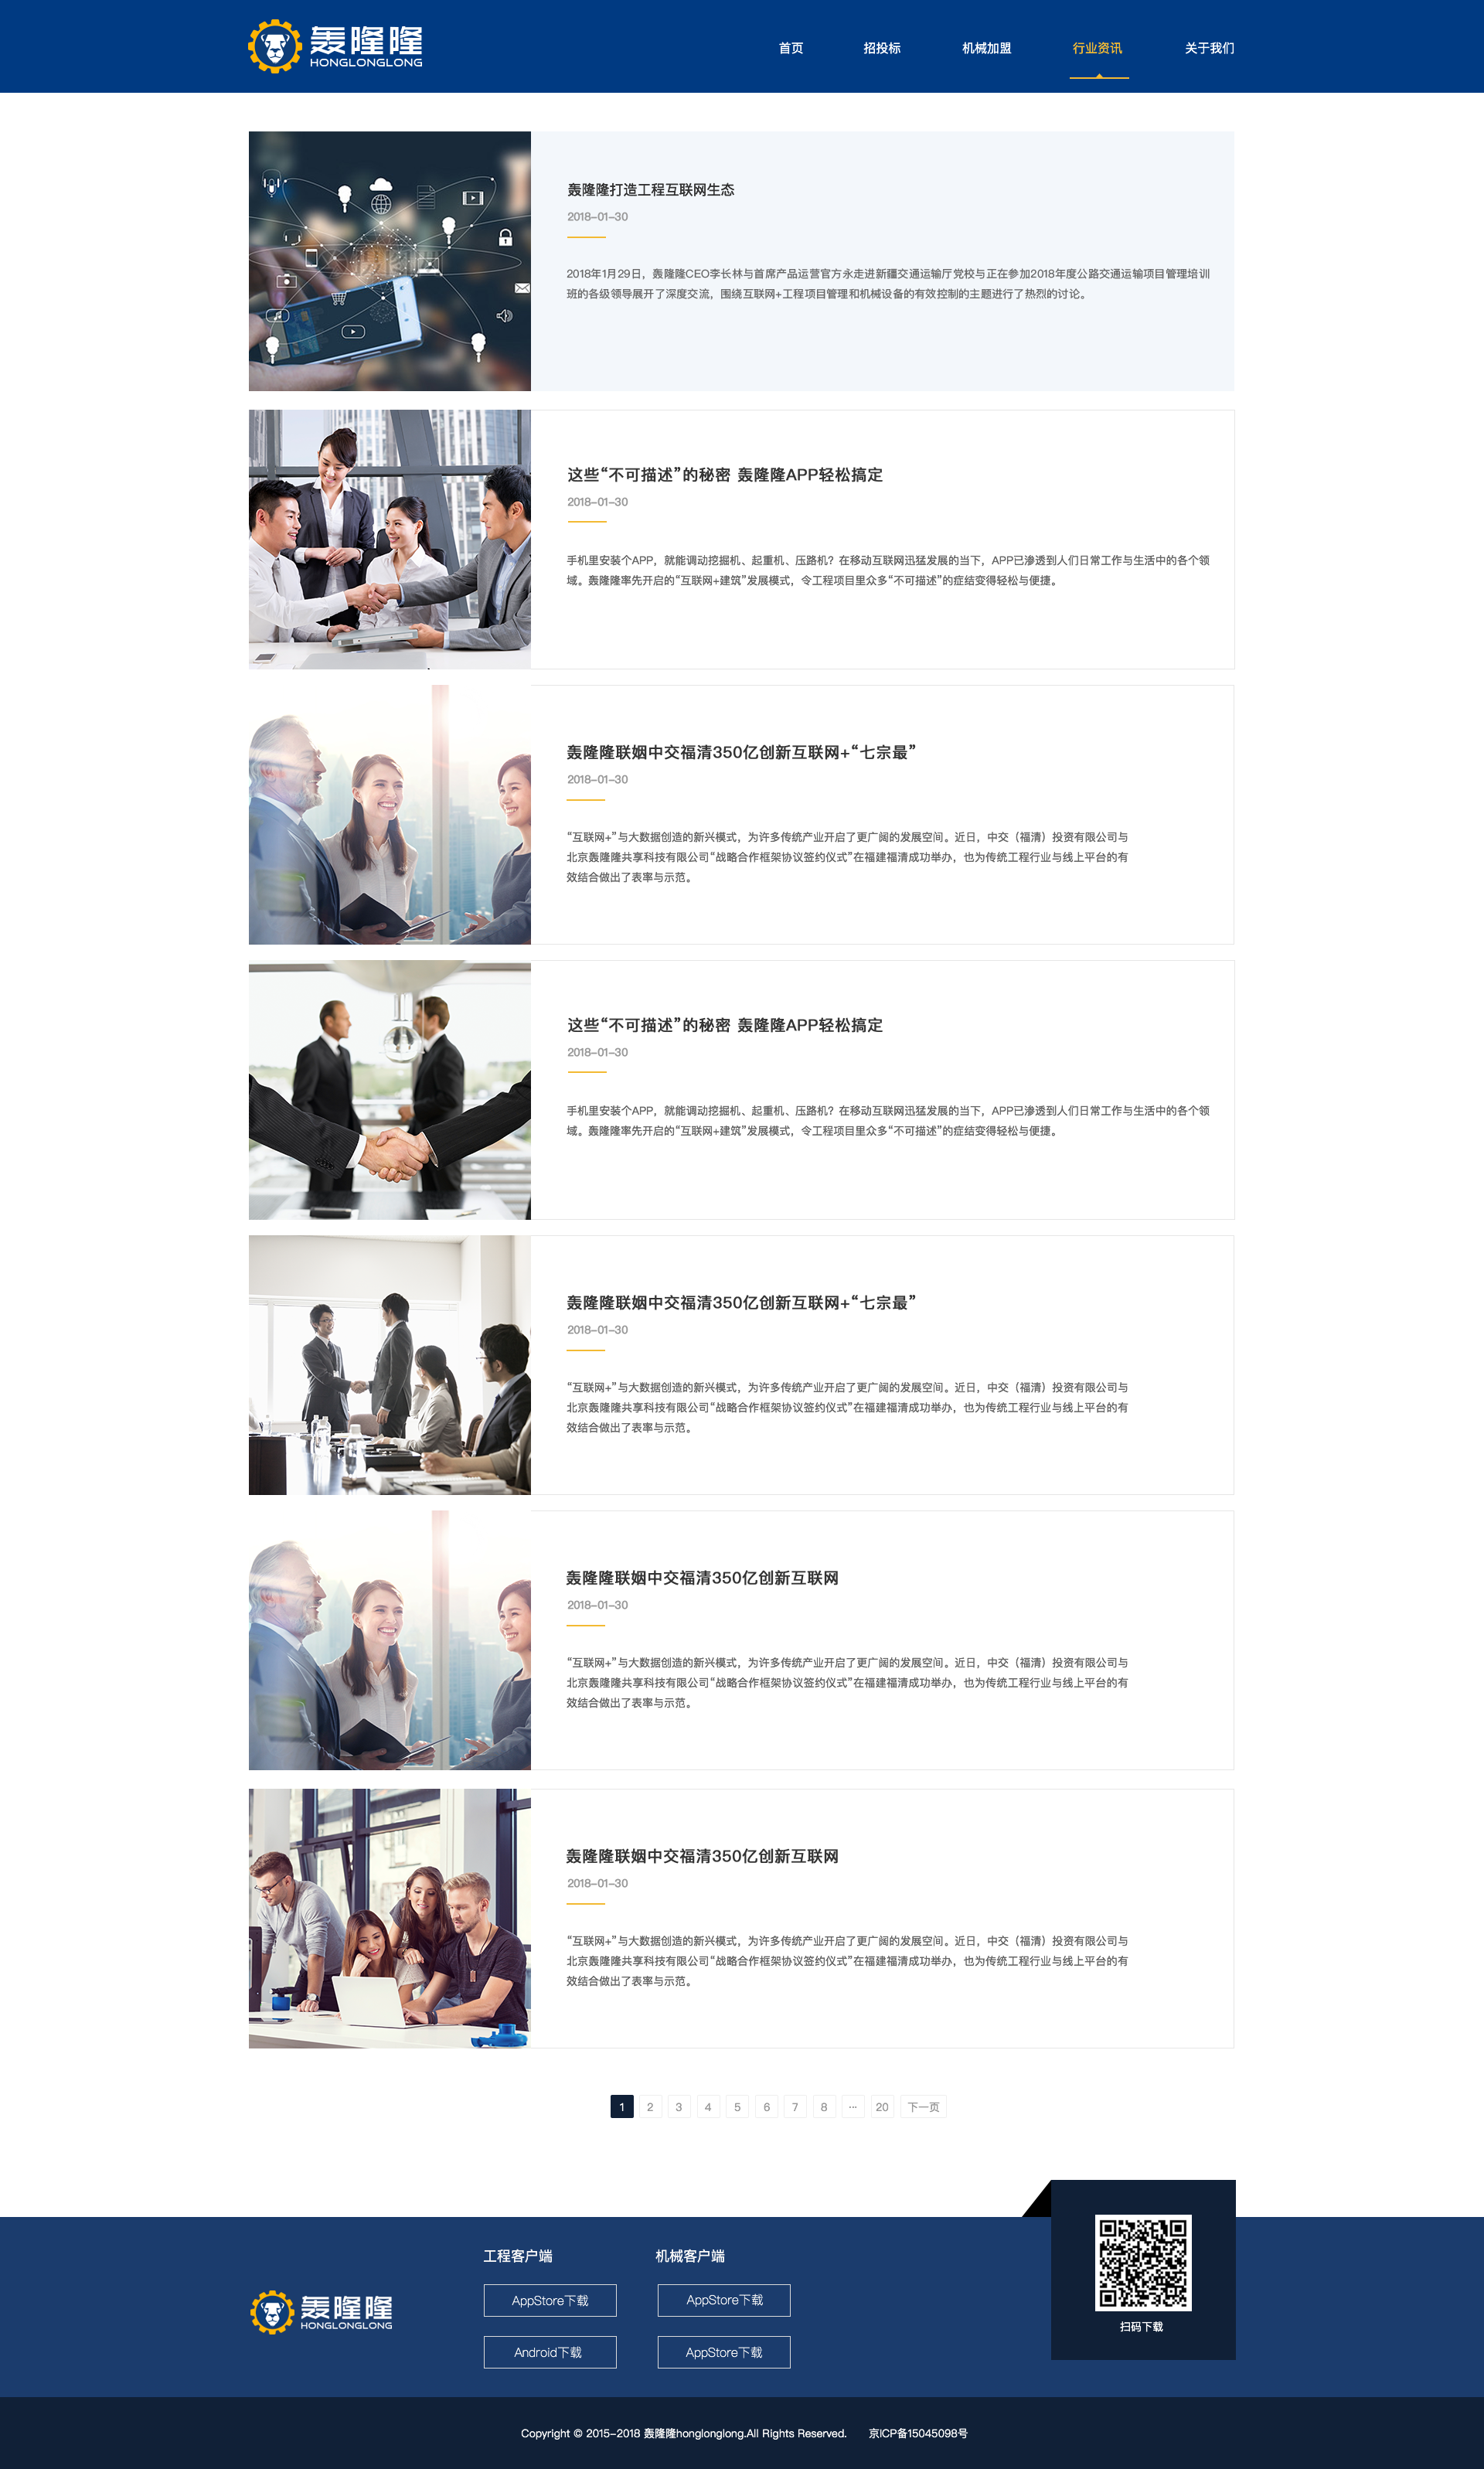 轰隆隆
HONGLONGLONG
首页 招投标 机械加盟 行业资讯 关于我们
轰隆隆打造工程互联网生态
2018-01-30
2018年1月29日，轰隆隆CEO李长林与首席产品运营官方永走进新疆交通运输厅党校与正在参加2018年度公路交通运输项目管理培训
班的各级领导展开了深度交流，围绕互联网+工程项目管理和机械设备的有效控制的主题进行了热烈的讨论。
这些“不可描述”的秘密 轰隆隆APP轻松搞定
2018-01-30
手机里安装个APP，就能调动挖掘机、起重机、压路机？在移动互联网迅猛发展的当下，APP已渗透到人们日常工作与生活中的各个领
域。轰隆隆率先开启的“互联网+建筑”发展模式，令工程项目里众多“不可描述”的症结变得轻松与便捷。
轰隆隆联姻中交福清350亿创新互联网+“七宗最”
2018-01-30
“互联网+”与大数据创造的新兴模式，为许多传统产业开启了更广阔的发展空间。近日，中交（福清）投资有限公司与
北京轰隆隆共享科技有限公司“战略合作框架协议签约仪式”在福建福清成功举办，也为传统工程行业与线上平台的有
效结合做出了表率与示范。
这些“不可描述”的秘密 轰隆隆APP轻松搞定
2018-01-30
手机里安装个APP，就能调动挖掘机、起重机、压路机？在移动互联网迅猛发展的当下，APP已渗透到人们日常工作与生活中的各个领
域。轰隆隆率先开启的“互联网+建筑”发展模式，令工程项目里众多“不可描述”的症结变得轻松与便捷。
轰隆隆联姻中交福清350亿创新互联网+“七宗最”
2018-01-30
“互联网+”与大数据创造的新兴模式，为许多传统产业开启了更广阔的发展空间。近日，中交（福清）投资有限公司与
北京轰隆隆共享科技有限公司“战略合作框架协议签约仪式”在福建福清成功举办，也为传统工程行业与线上平台的有
效结合做出了表率与示范。
轰隆隆联姻中交福清350亿创新互联网
2018-01-30
“互联网+”与大数据创造的新兴模式，为许多传统产业开启了更广阔的发展空间。近日，中交（福清）投资有限公司与
北京轰隆隆共享科技有限公司“战略合作框架协议签约仪式”在福建福清成功举办，也为传统工程行业与线上平台的有
效结合做出了表率与示范。
轰隆隆联姻中交福清350亿创新互联网
2018-01-30
“互联网+”与大数据创造的新兴模式，为许多传统产业开启了更广阔的发展空间。近日，中交（福清）投资有限公司与
北京轰隆隆共享科技有限公司“战略合作框架协议签约仪式”在福建福清成功举办，也为传统工程行业与线上平台的有
效结合做出了表率与示范。
1 2 3 4 5 6 7 8 ... 20 下一页
轰隆隆
HONGLONGLONG
工程客户端 机械客户端
AppStore下载 AppStore下载
Android下载 AppStore下载
扫码下载
Copyright © 2015-2018 轰隆隆honglonglong.All Rights Reserved. 京ICP备15045098号